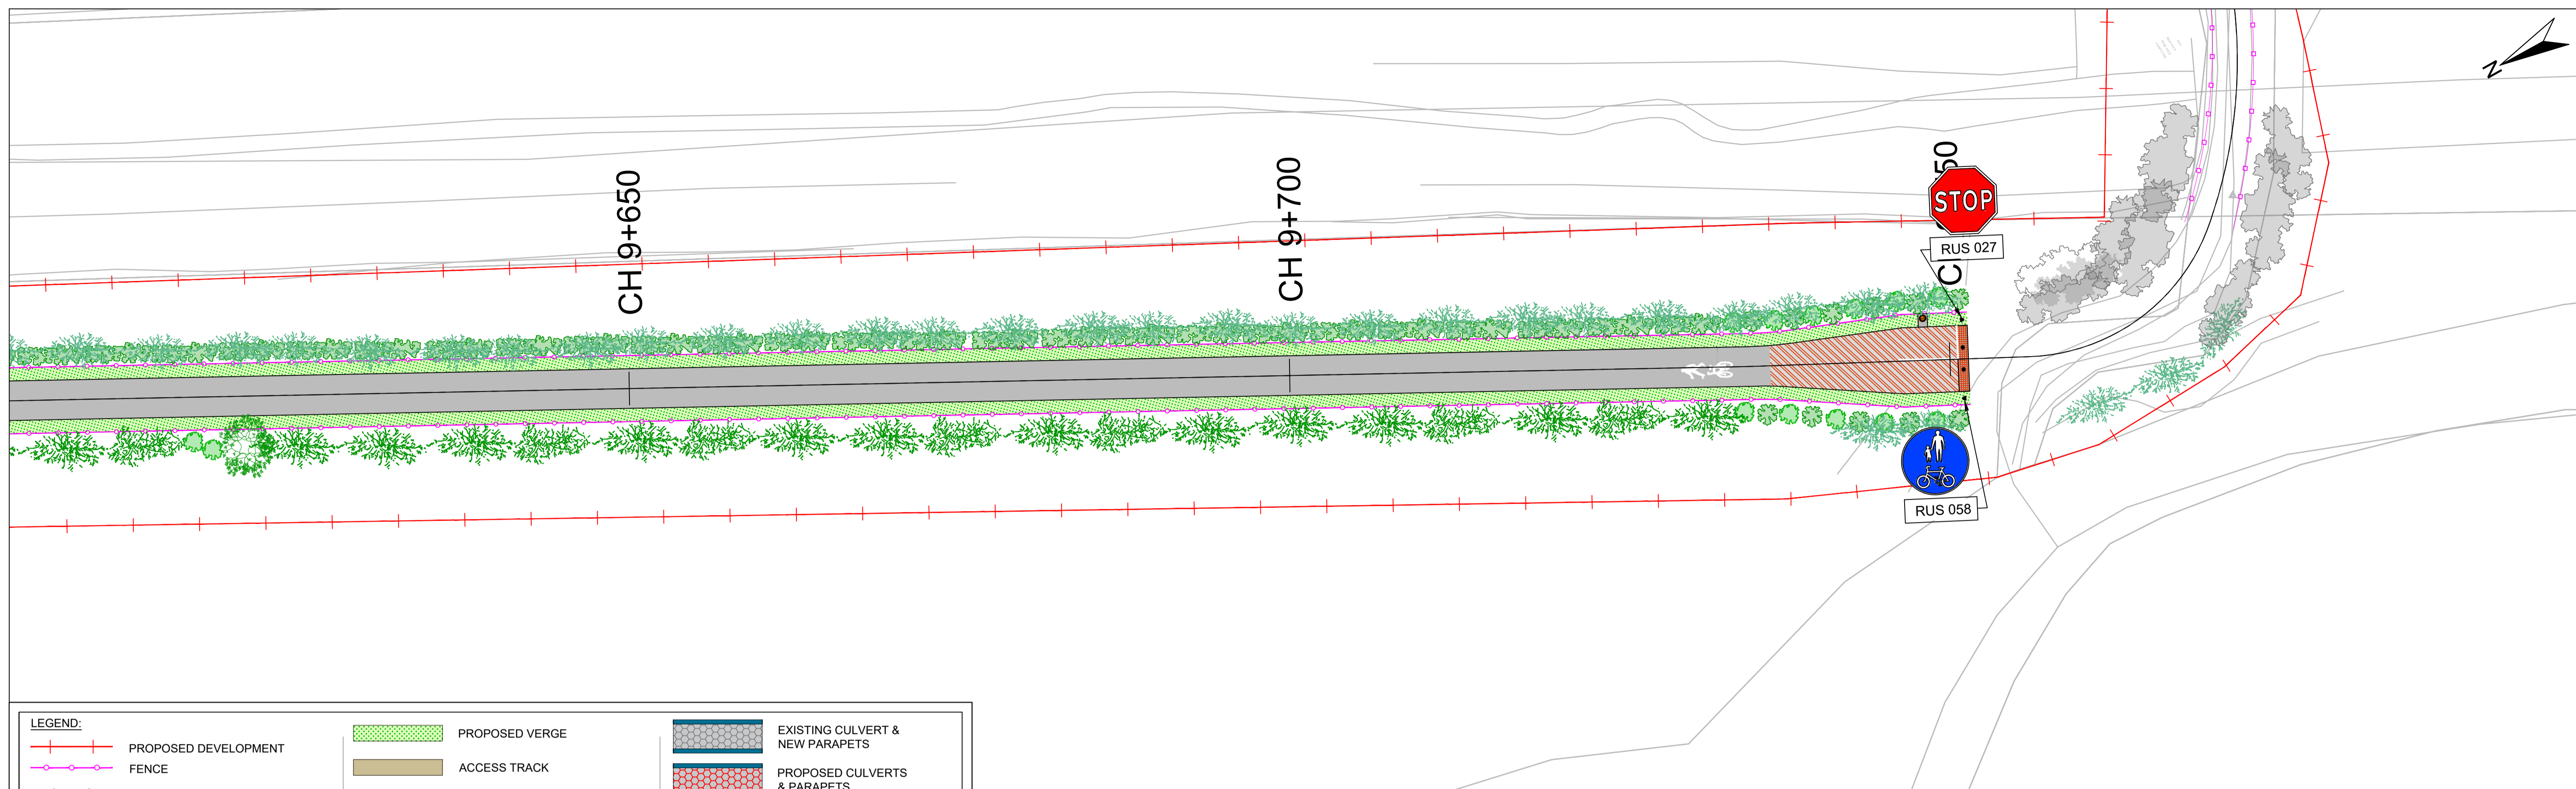 N
CH 9+650
CH 9+700
STOP
RUS 027
RUS 058
LEGEND:
PROPOSED DEVELOPMENT
FENCE
PROPOSED VERGE
ACCESS TRACK
EXISTING CULVERT &
NEW PARAPETS
PROPOSED CULVERTS
& PARAPETS